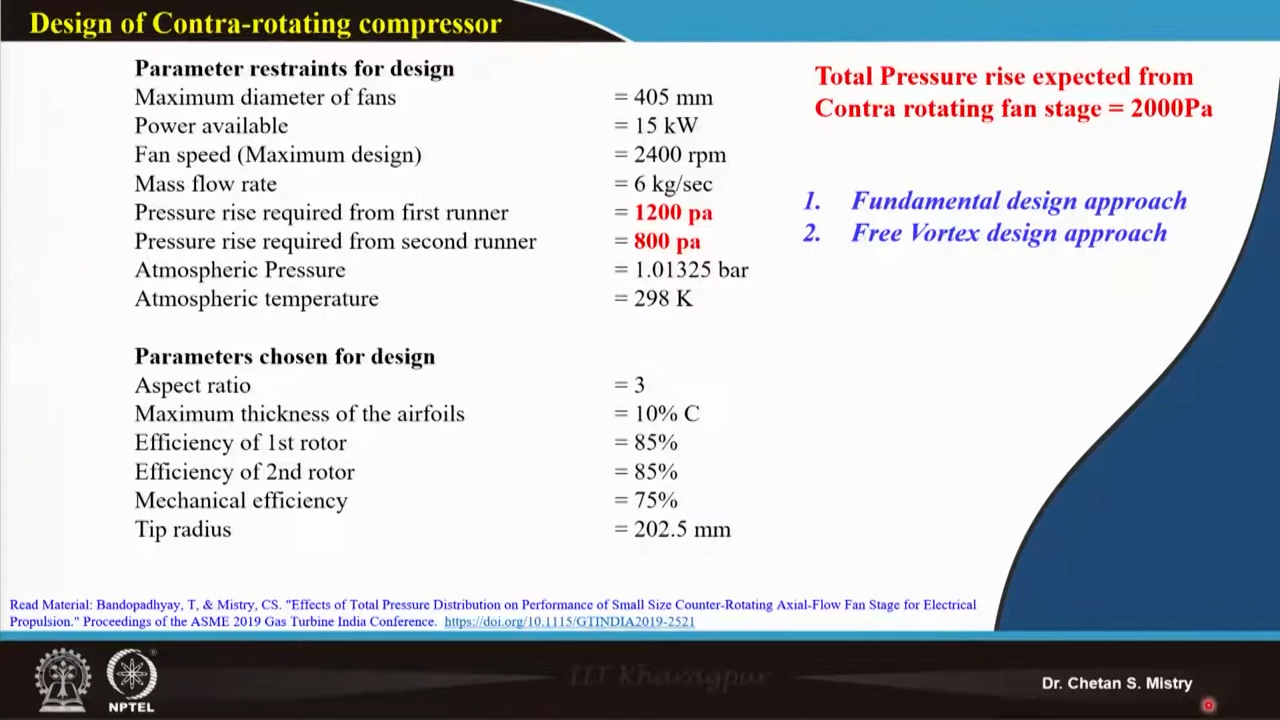 Design of Contra-rotating compressor
Parameter restraints for design
Maximum diameter of fans = 405 mm
Power available = 15 kW
Fan speed (Maximum design) = 2400 rpm
Mass flow rate = 6 kg/sec
Pressure rise required from first runner = 1200 pa
Pressure rise required from second runner = 800 pa
Atmospheric Pressure = 1.01325 bar
Atmospheric temperature = 298 K
Parameters chosen for design
Aspect ratio = 3
Maximum thickness of the airfoils = 10% C
Efficiency of 1st rotor = 85%
Efficiency of 2nd rotor = 85%
Mechanical efficiency = 75%
Tip radius = 202.5 mm
Total Pressure rise expected from
Contra rotating fan stage = 2000Pa
1. Fundamental design approach
2. Free Vortex design approach
Read Material: Bandopadhyay, T, & Mistry, CS. "Effects of Total Pressure Distribution on Performance of Small Size Counter-Rotating Axial-Flow Fan Stage for Electrical
Propulsion." Proceedings of the ASME 2019 Gas Turbine India Conference. https://doi.org/10.1115/GTINDIA2019-2521
IIT Kharagpur
NPTEL
Dr. Chetan S. Mistry